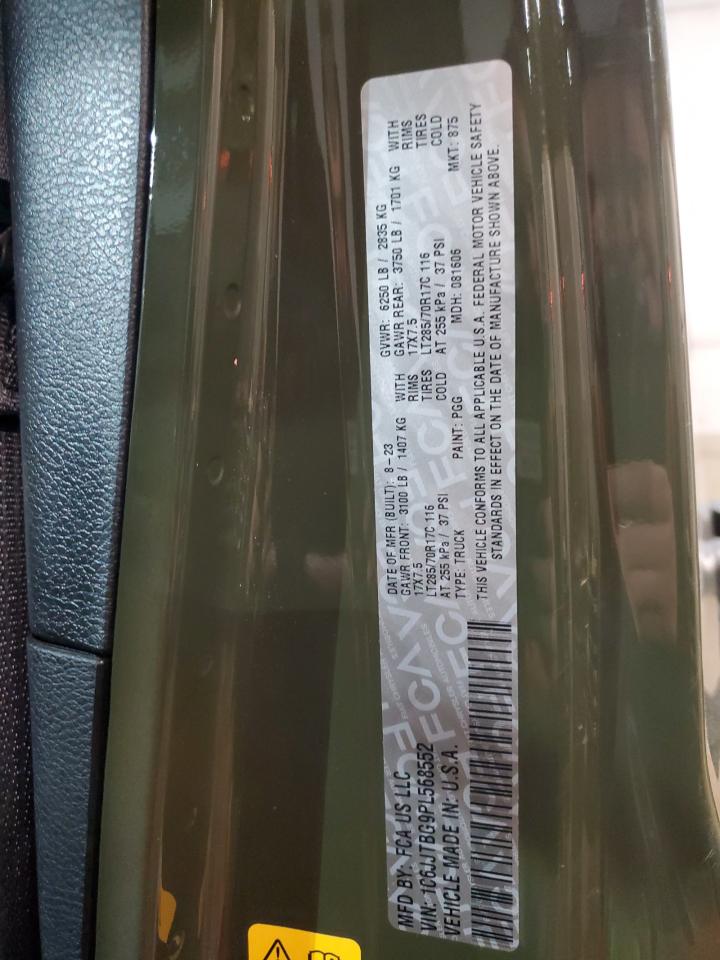 MFD BY: FCA US LLC
VIN: 1C6JJTBG9PL568552
VEHICLE MADE IN: U.S.A.
DATE OF MFR (BUILT): 8-23 GVWR: 6250 LB / 2835 KG
GAWR FRONT: 3100 LB / 1407 KG WITH GAWR REAR: 3750 LB / 1701 KG WITH
17X7.5 RIMS 17X7.5 RIMS
LT285/70R17C 116 TIRES LT285/70R17C 116 TIRES
AT 255 kPa / 37 PSI COLD AT 255 kPa / 37 PSI COLD
TYPE: TRUCK PAINT: PGG MDH: 081606 MKT: 875
THIS VEHICLE CONFORMS TO ALL APPLICABLE U.S.A. FEDERAL MOTOR VEHICLE SAFETY
STANDARDS IN EFFECT ON THE DATE OF MANUFACTURE SHOWN ABOVE.
FCA